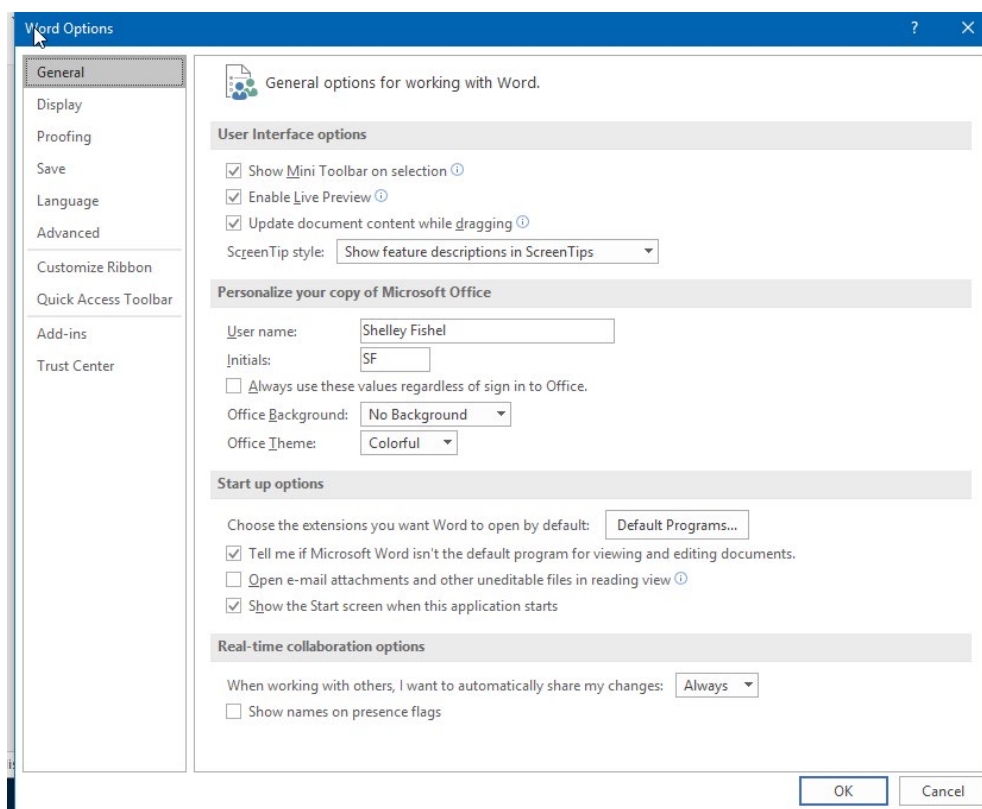 Word Options
General
Display
Proofing
Save
Language
Advanced
Customize Ribbon
Quick Access Toolbar
Add-ins
Trust Center
General options for working with Word.
User Interface options
Show Mini Toolbar on selection
Enable Live Preview
Update document content while dragging
ScreenTip style: Show feature descriptions in ScreenTips
Personalize your copy of Microsoft Office
User name: Shelley Fishel
Initials: SF
Always use these values regardless of sign in to Office.
Office Background: No Background
Office Theme: Colorful
Start up options
Choose the extensions you want Word to open by default: Default Programs...
Tell me if Microsoft Word isn't the default program for viewing and editing documents.
Open e-mail attachments and other uneditable files in reading view
Show the Start screen when this application starts
Real-time collaboration options
When working with others, I want to automatically share my changes: Always
Show names on presence flags
OK Cancel